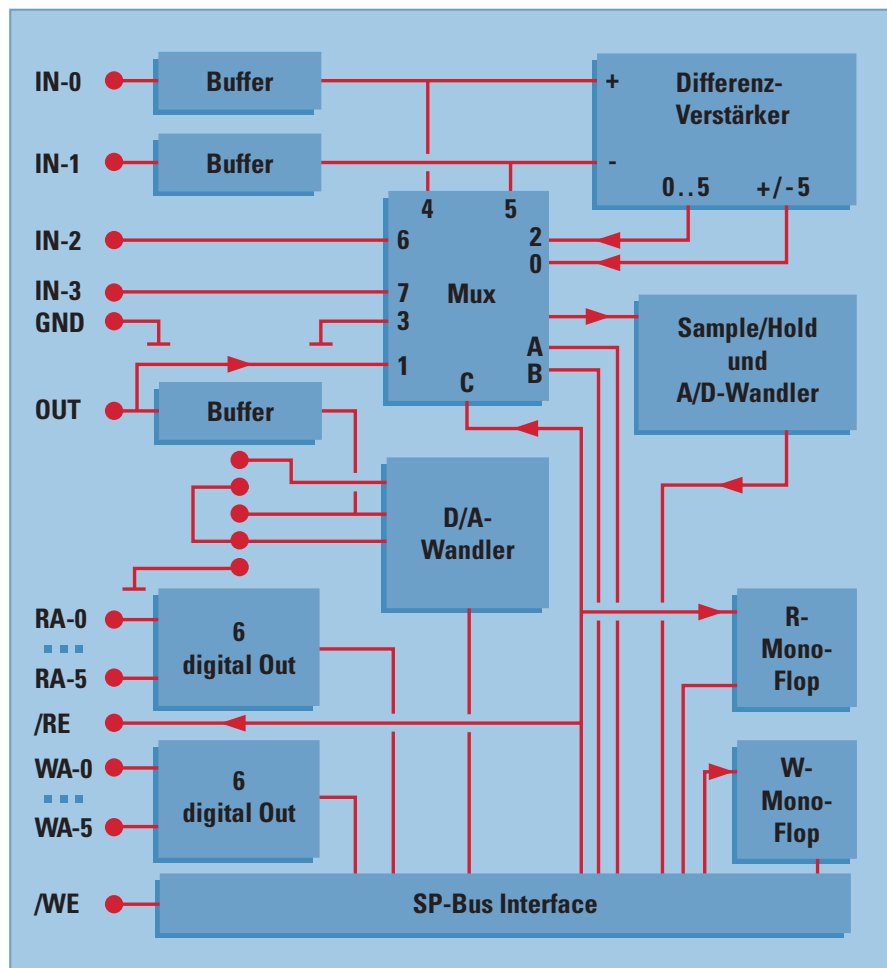 IN-0
Buffer
+
Differenz-
Verstärker
IN-1
Buffer
-
0..5
+/-5
4
5
IN-2
6
2
0
IN-3
7
Mux
GND
3
Sample/Hold
und
A/D-Wandler
A
B
1
C
OUT
Buffer
D/A-
Wandler
RA-0
6
digital Out
RA-5
R-
Mono-
Flop
/RE
WA-0
6
digital Out
WA-5
W-
Mono-
Flop
/WE
SP-Bus Interface